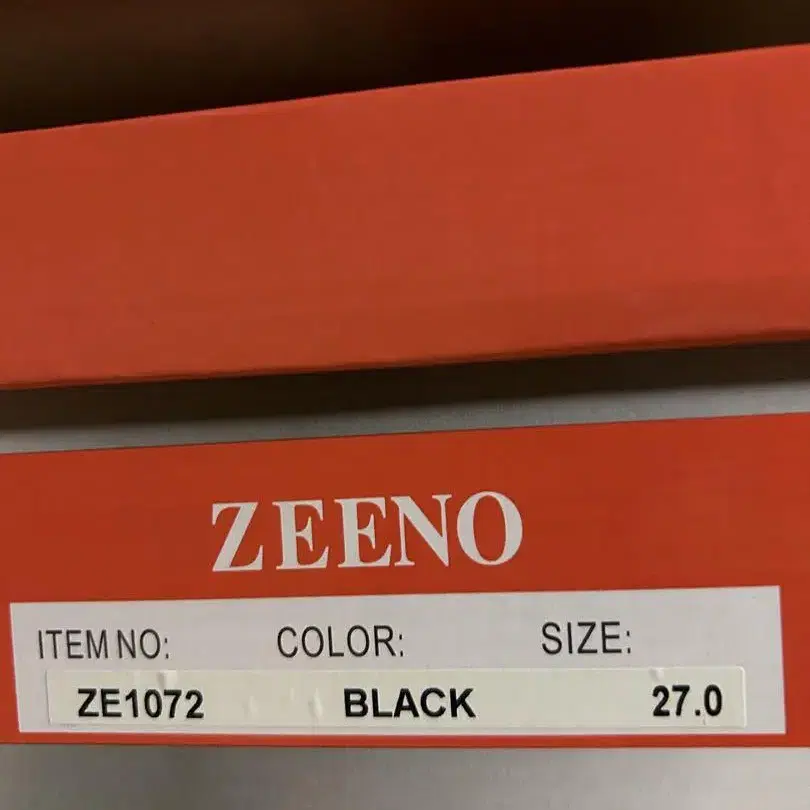 ZEENO
ITEM NO: COLOR: SIZE:
ZE1072 BLACK 27.0